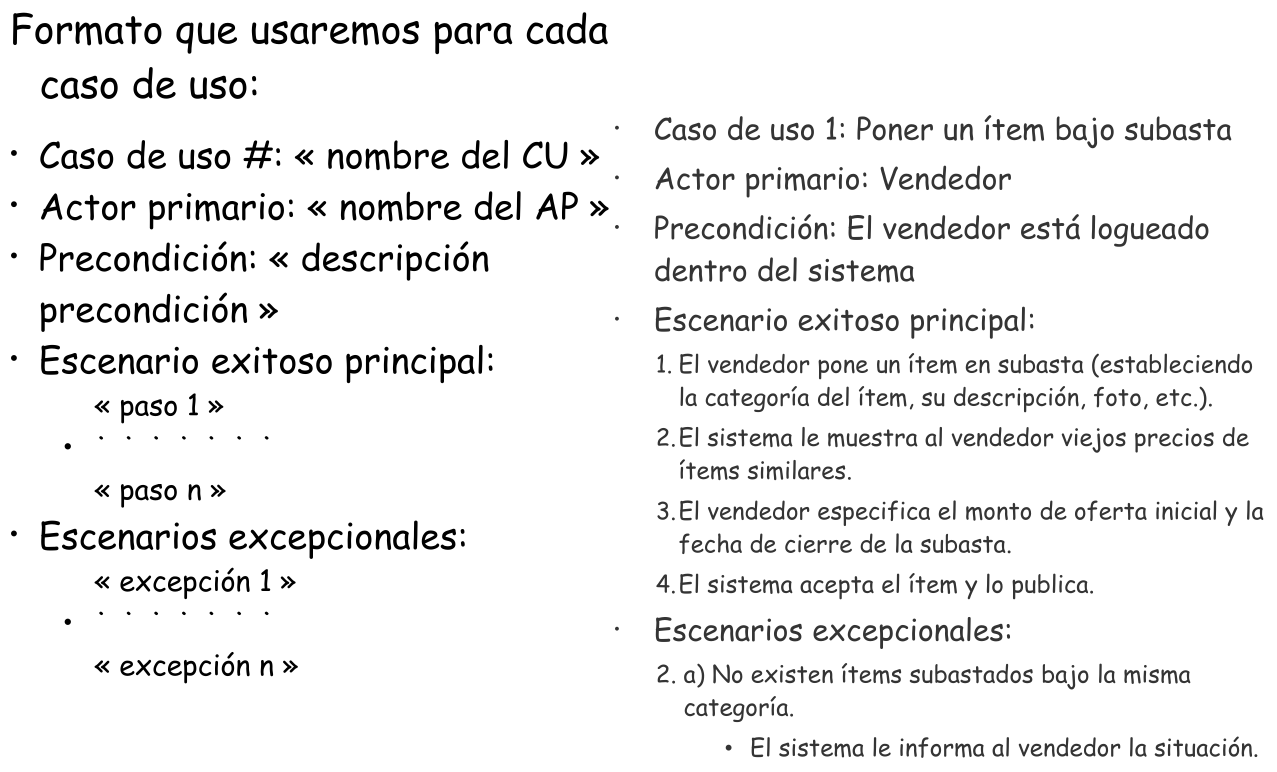 Formato que usaremos para cada
caso de uso:
• Caso de uso #: « nombre del CU »
• Actor primario: « nombre del AP »
• Precondición: « descripción
precondición »
• Escenario exitoso principal:
« paso 1 »
• . . . . . . .
« paso n »
• Escenarios excepcionales:
« excepción 1 »
• . . . . . . .
« excepción n »
• Caso de uso 1: Poner un ítem bajo subasta
• Actor primario: Vendedor
• Precondición: El vendedor está logueado
dentro del sistema
• Escenario exitoso principal:
1. El vendedor pone un ítem en subasta (estableciendo
la categoría del ítem, su descripción, foto, etc.).
2. El sistema le muestra al vendedor viejos precios de
ítems similares.
3. El vendedor especifica el monto de oferta inicial y la
fecha de cierre de la subasta.
4. El sistema acepta el ítem y lo publica.
• Escenarios excepcionales:
2. a) No existen ítems subastados bajo la misma
categoría.
• El sistema le informa al vendedor la situación.